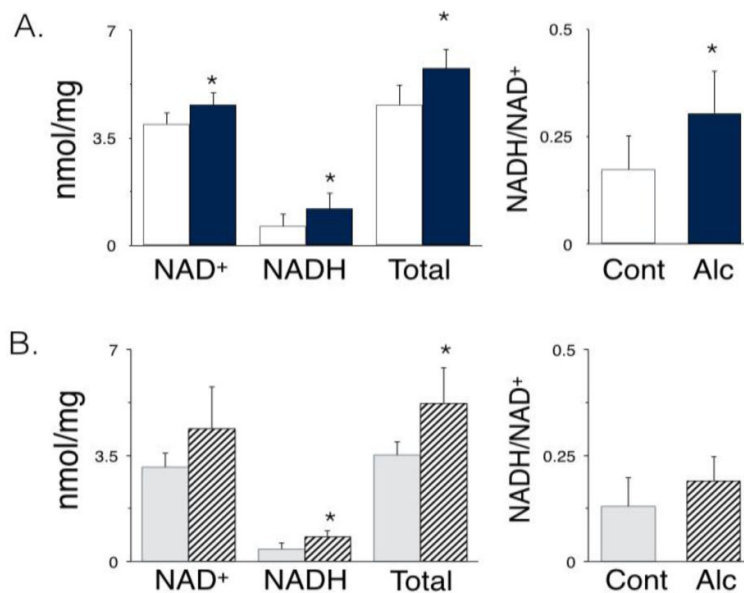 A.
nmol/mg
7
3.5
0
*
*
*
NAD+
NADH
Total
NADH/NAD+
0.5
0.25
0
*
Cont
Alc
B.
nmol/mg
7
3.5
0
*
*
NAD+
NADH
Total
NADH/NAD+
0.5
0.25
0
Cont
Alc